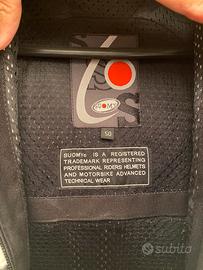 SUOMY
50
SUOMY® IS A REGISTERED
TRADEMARK REPRESENTING
PROFESSIONAL RIDERS HELMETS
AND MOTORBIKE ADVANCED
TECHNICAL WEAR
subito